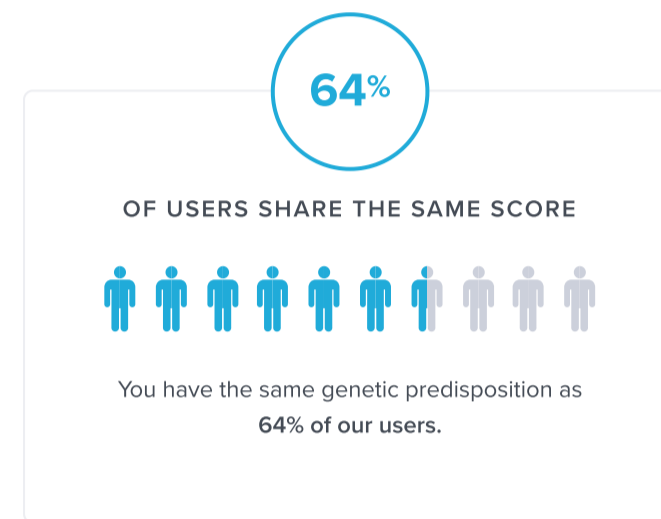 64%
OF USERS SHARE THE SAME SCORE
You have the same genetic predisposition as
64% of our users.